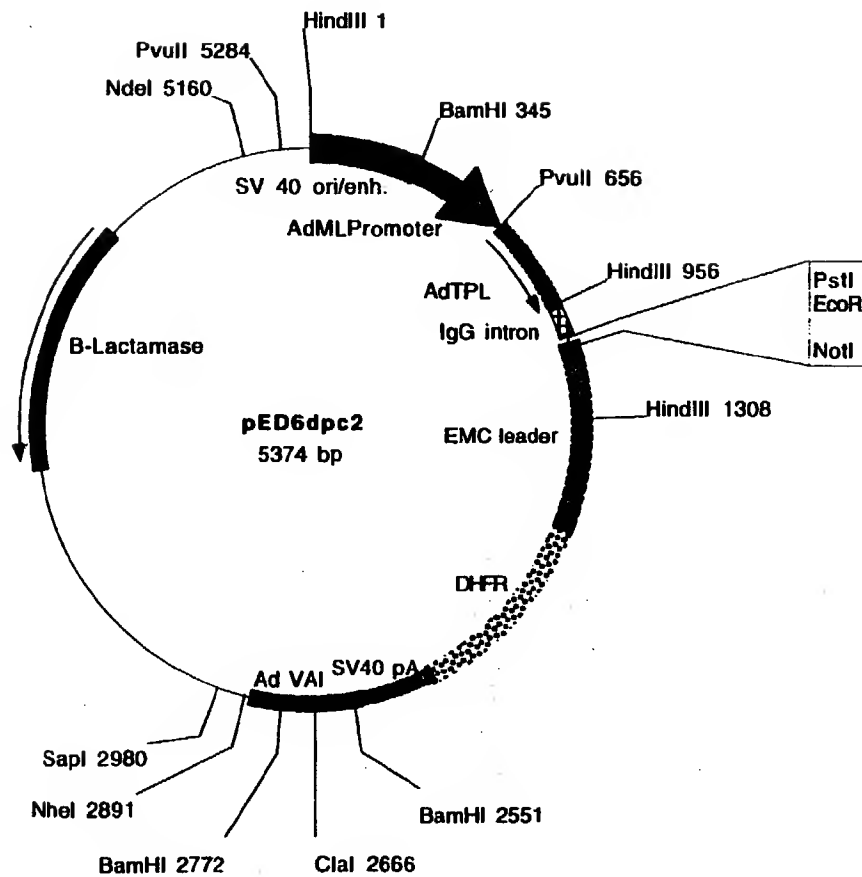 HindIII 1
PvuII 5284
NdeI 5160
BamHI 345
SV 40 ori/enh.
PvuII 656
AdMLPromoter
HindIII 956
AdTPL
PstI
EcoR
IgG intron
NotI
B-Lactamase
HindIII 1308
pED6dpc2
EMC leader
5374 bp
DHFR
SV40 pA
Ad VAI
SapI 2980
NheI 2891
BamHI 2551
BamHI 2772
ClaI 2666